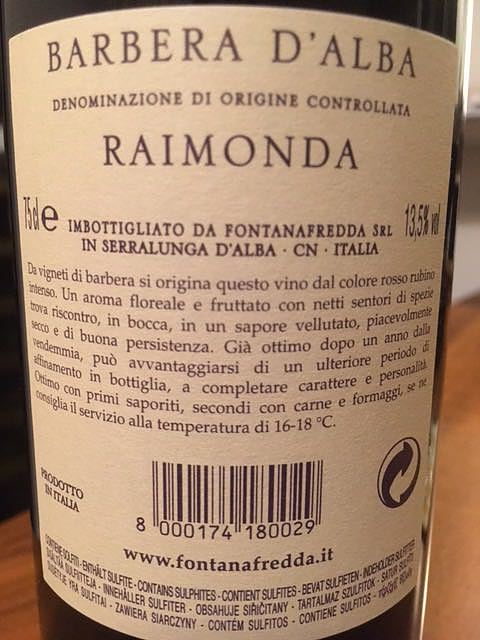 BARBERA D'ALBA
DENOMINAZIONE DI ORIGINE CONTROLLATA
RAIMONDA
75cl e IMBOTTIGLIATO DA FONTANAFREDDA SRL 13,5% vol
IN SERRALUNGA D'ALBA · CN · ITALIA
Da vigneti di barbera si origina questo vino dal colore rosso rubino
intenso. Un aroma floreale e fruttato con netti sentori di spezie
trova riscontro, in bocca, in un sapore vellutato, piacevolmente
secco e di buona persistenza. Già ottimo dopo un anno dalla
vendemmia, può avvantaggiarsi di un ulteriore periodo di
affinamento in bottiglia, a completare carattere e personalità.
Ottimo con primi saporiti, secondi con carne e formaggi, se ne
consiglia il servizio alla temperatura di 16-18 °C.
PRODOTTO
IN ITALIA
8 000174 180029
www.fontanafredda.it
CONTIENE SOLFITI - ENTHÄLT SULFITE - CONTAINS SULPHITES - CONTIENT SULFITES - BEVAT SULFIETEN - INDEHOLDER SULFITTER
SULFITTEJA - INNEHÅLLER SULFITER - OBSAHUJE SIŘIČITANY - TARTALMAZ SZULFITOK - SATUR
YRA SULFITAI - ZAWIERA SIARCZYNY - CONTÉM SULFITOS - CONTIENE SULFITOS